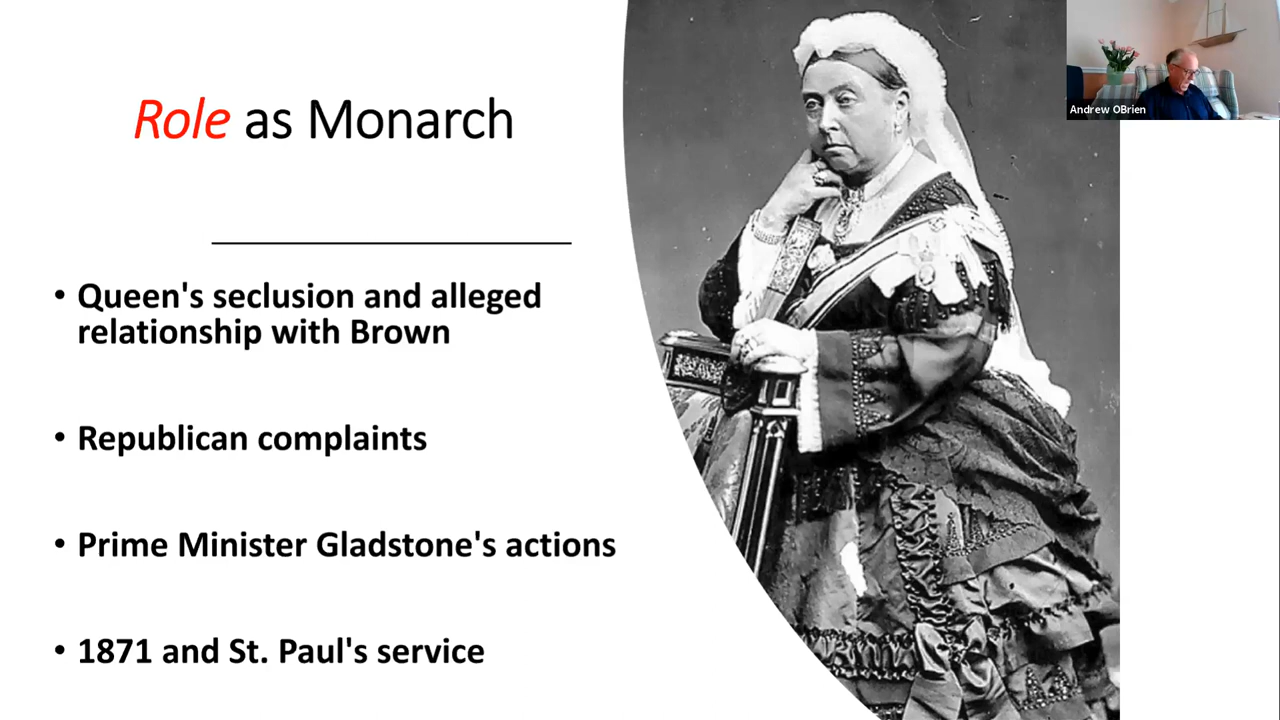 Role as Monarch
Andrew OBrien
• Queen's seclusion and alleged
relationship with Brown
• Republican complaints
• Prime Minister Gladstone's actions
• 1871 and St. Paul's service